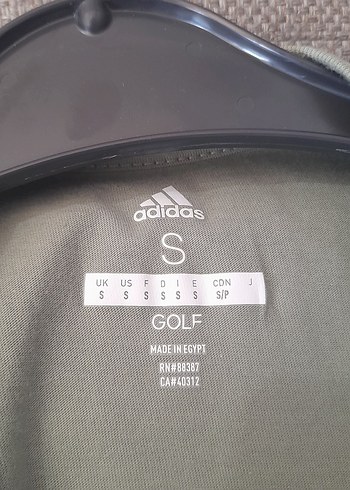 adidas
S
UK US F D I E CDN J
S S S S S S S/P
GOLF
MADE IN EGYPT
RN#88387
CA#40312